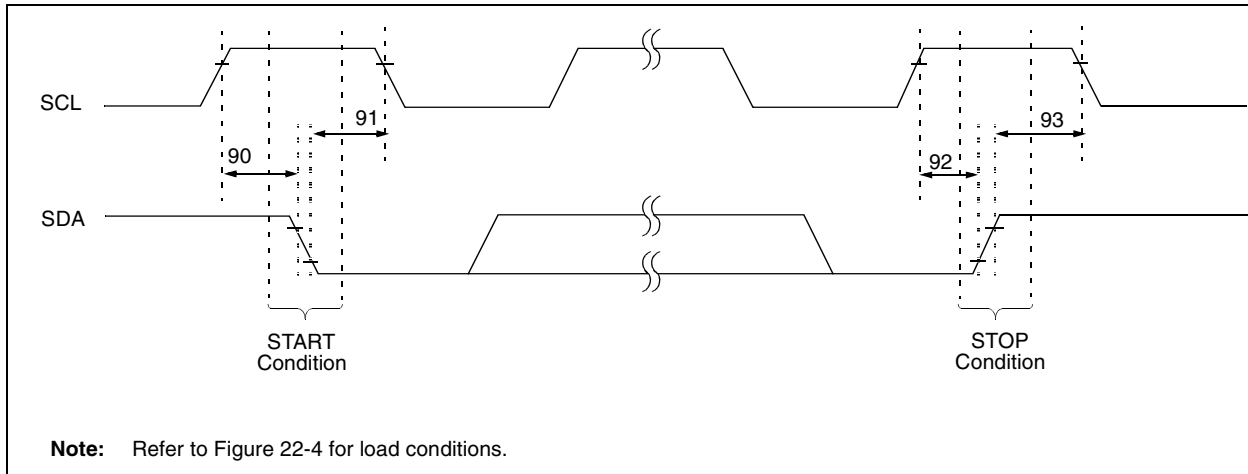 SCL
91
93
90
92
SDA
START
Condition
STOP
Condition
Note: Refer to Figure 22-4 for load conditions.